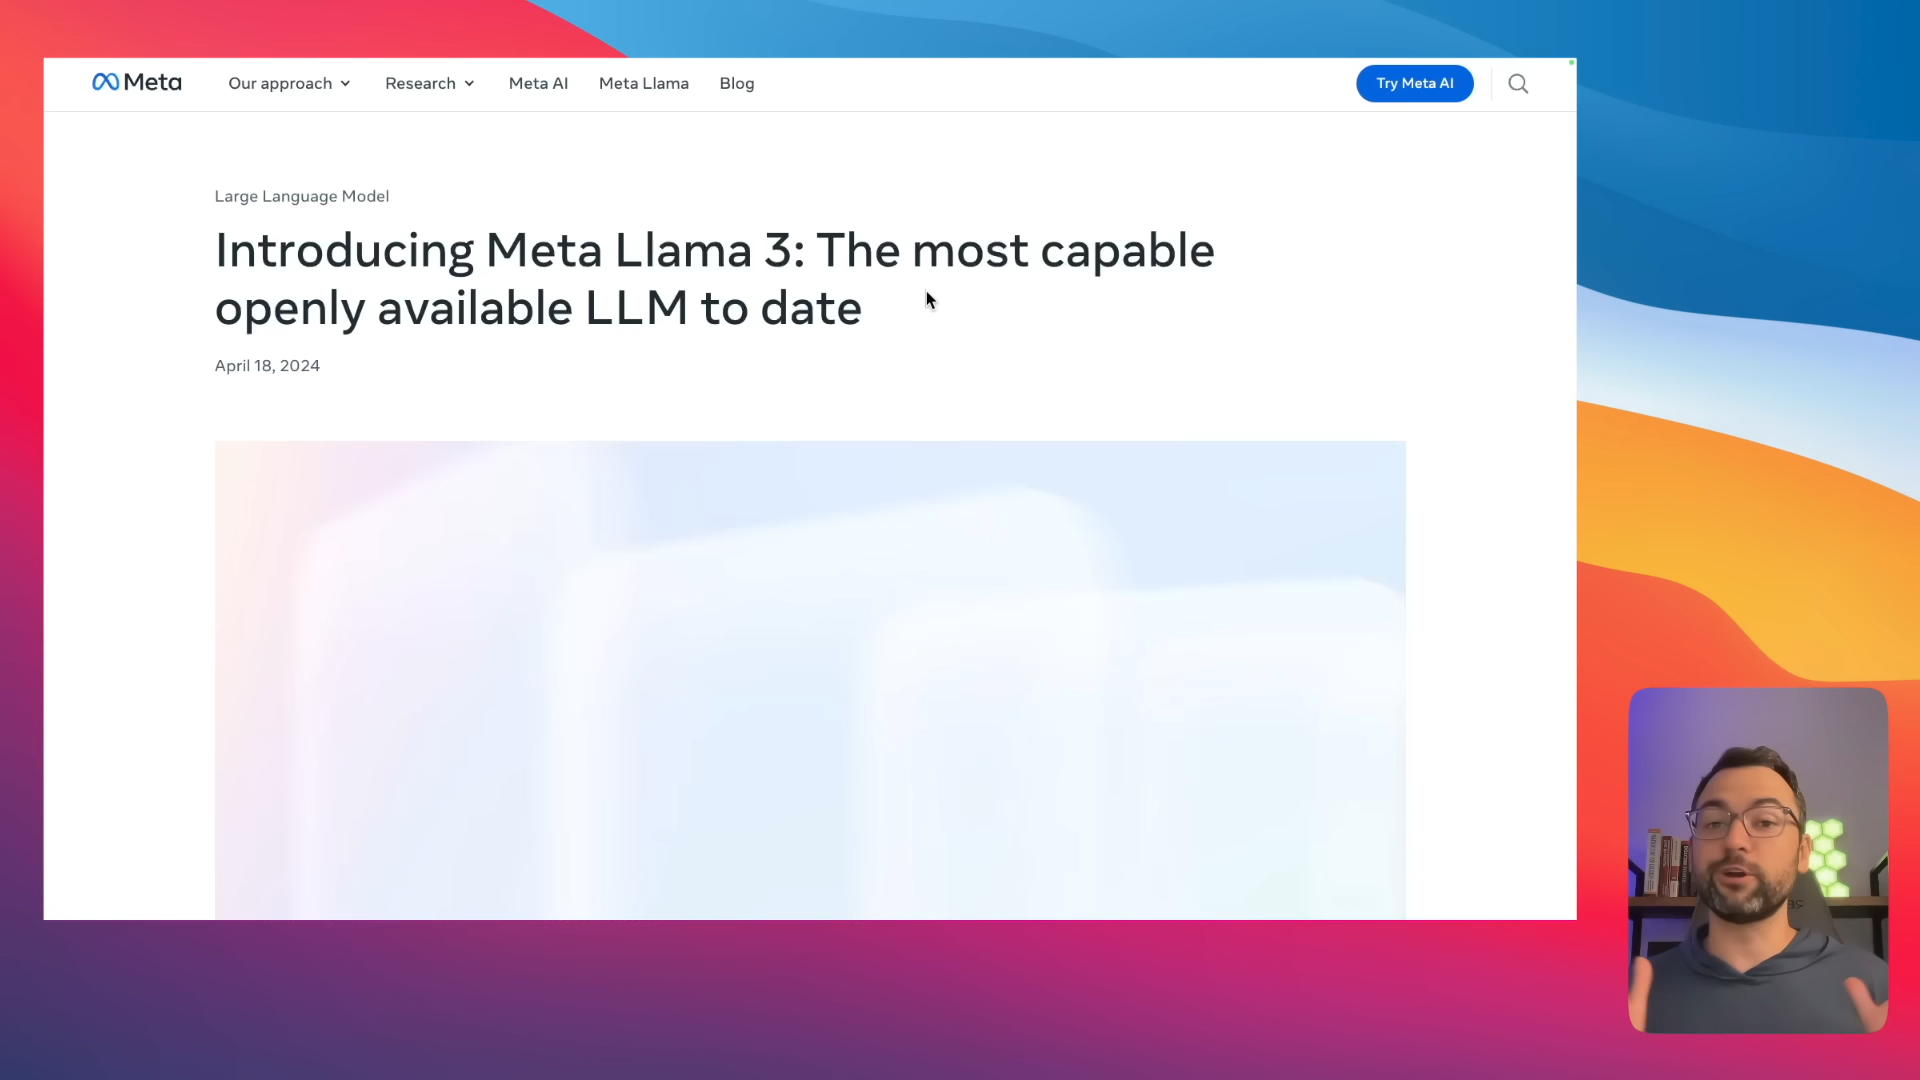 Meta
Our approach
Research
Meta AI
Meta Llama
Blog
Try Meta AI
Large Language Model
Introducing Meta Llama 3: The most capable
openly available LLM to date
April 18, 2024